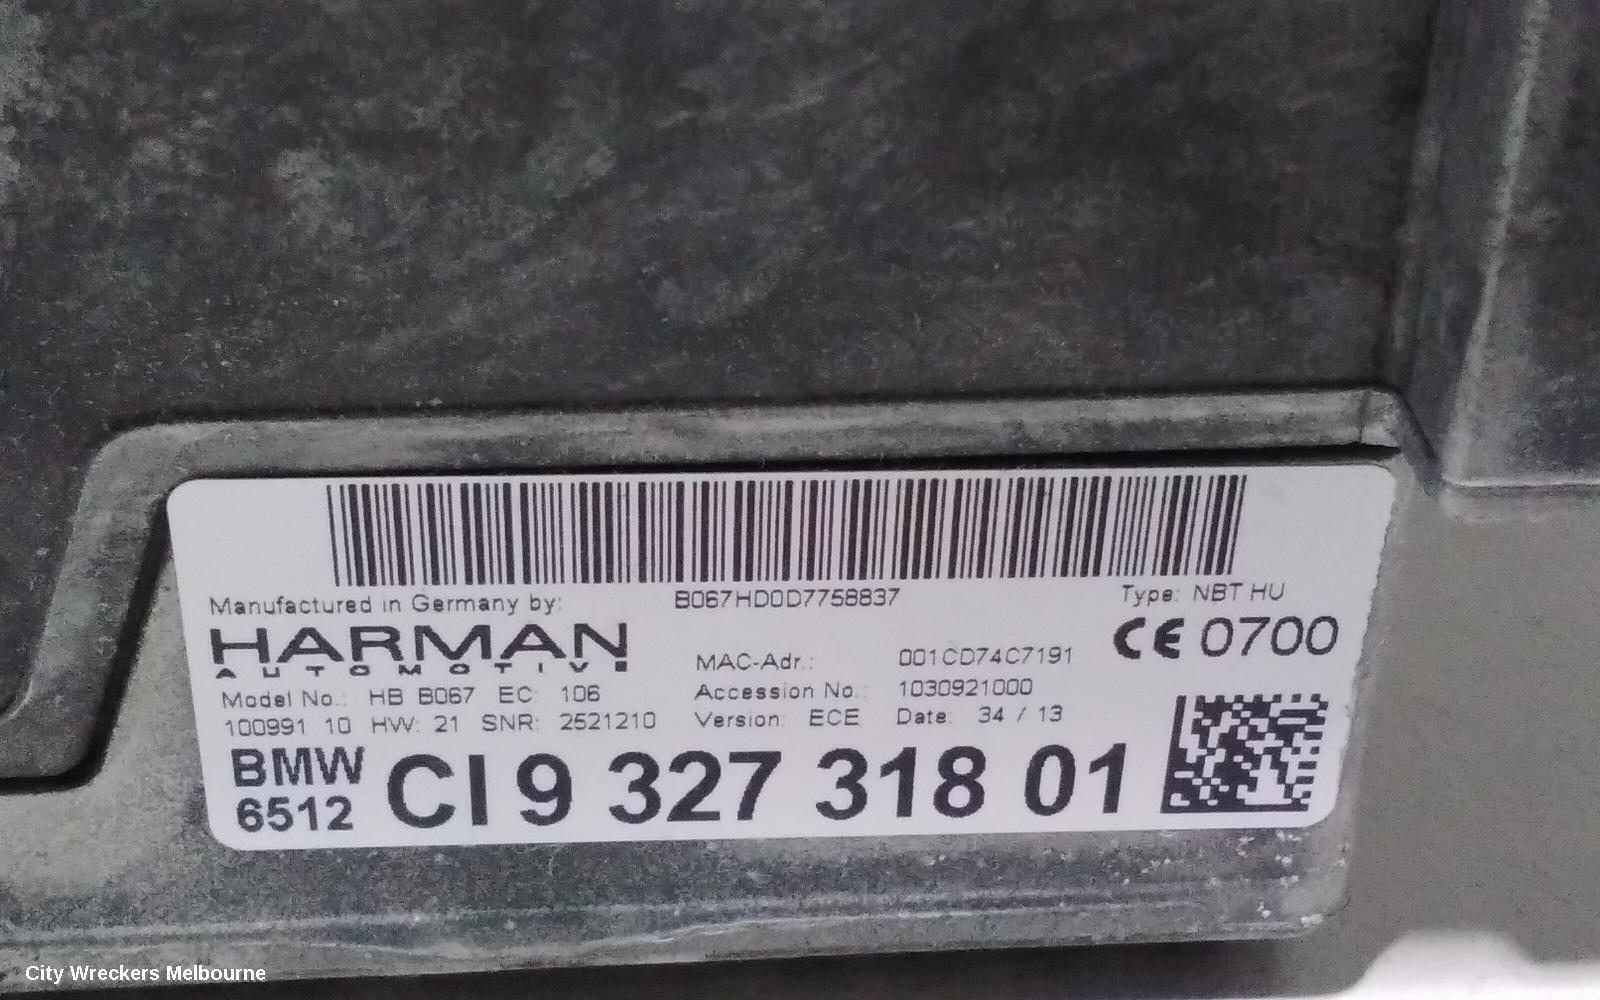 Manufactured in Germany by: B067HD0D7758837 Type: NBT HU
HARMAN CE 0700
AUTOMOTIVE MAC-Adr.: 001CD74C7191
Model No.: HB B067 EC: 106 Accession No.: 1030921000
100991 10 HW: 21 SNR: 2521210 Version: ECE Date: 34 / 13
BMW
6512 CI 9 327 318 01
City Wreckers Melbourne